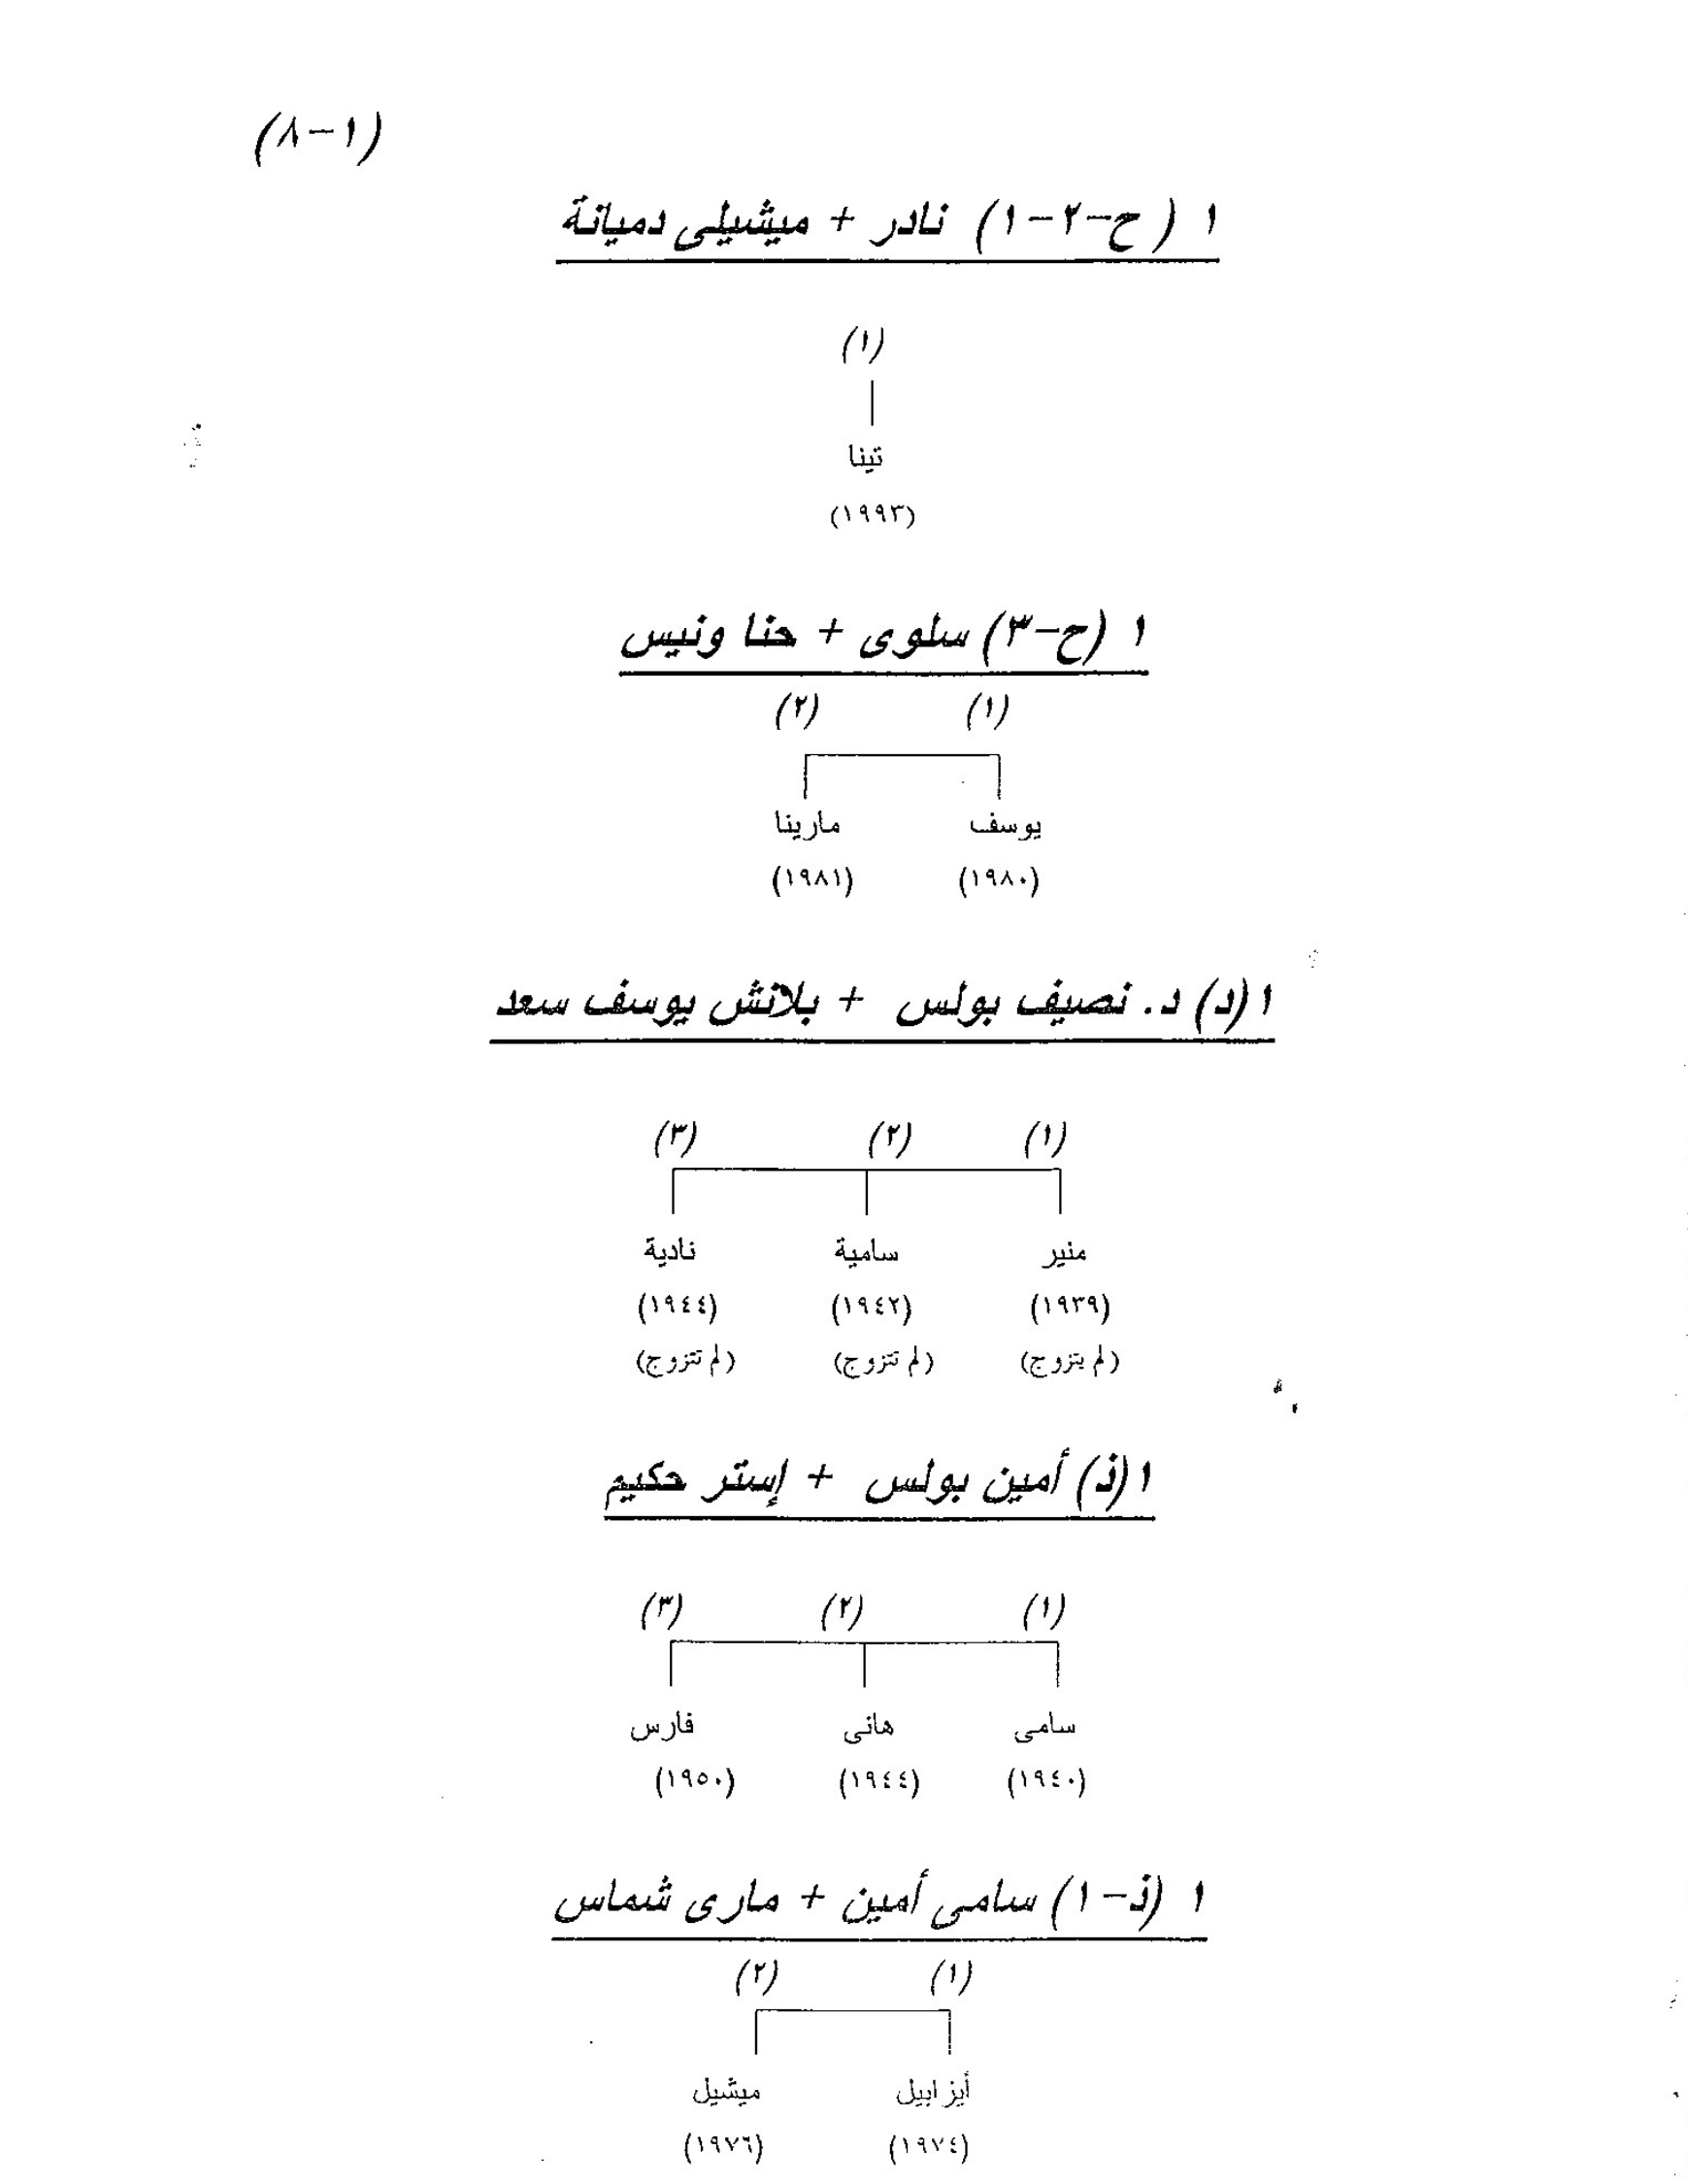 (١-٨)
١ (ح-٢-١) نادر + ميشيلى دميانة
(١)
تينا
(١٩٩٣)
١ (ح-٣) سلوى + حنا ونيس
(١) (٢)
يوسف مارينا
(١٩٨٠) (١٩٨١)
١(د) د. نصيف بولس + بلانش يوسف سعد
(١) (٢) (٣)
منير سامية نادية
(١٩٣٩) (١٩٤٢) (١٩٤٤)
(لم يتزوج) (لم تتزوج) (لم تتزوج)
١(ذ) أمين بولس + إستر حكيم
(١) (٢) (٣)
سامى هانى فارس
(١٩٤٠) (١٩٤٤) (١٩٥٠)
١ (ذ-١) سامى أمين + مارى شماس
(١) (٢)
أيزابيل ميشيل
(١٩٧٤) (١٩٧٦)